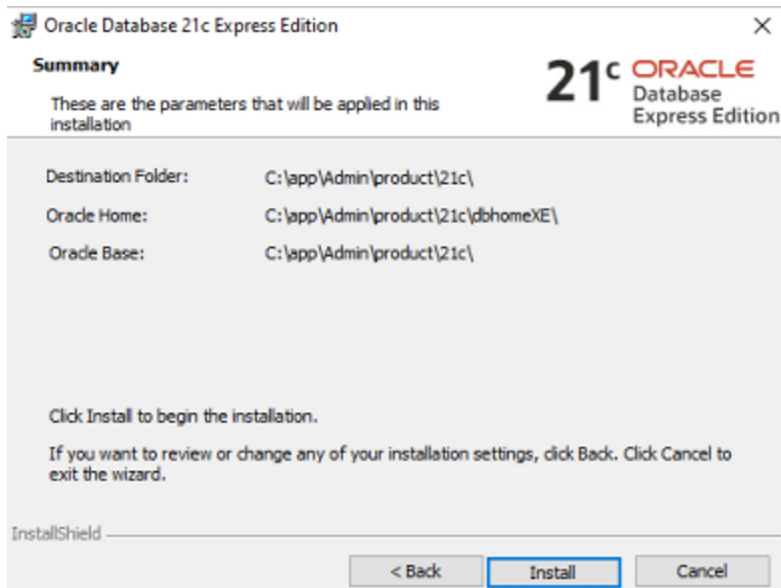 Oracle Database 21c Express Edition
Summary
These are the parameters that will be applied in this
installation
21c ORACLE
Database
Express Edition
Destination Folder: C:\app\Admin\product\21c\
Oracle Home: C:\app\Admin\product\21c\dbhomeXE\
Oracle Base: C:\app\Admin\product\21c\
Click Install to begin the installation.
If you want to review or change any of your installation settings, click Back. Click Cancel to
exit the wizard.
InstallShield
< Back Install Cancel